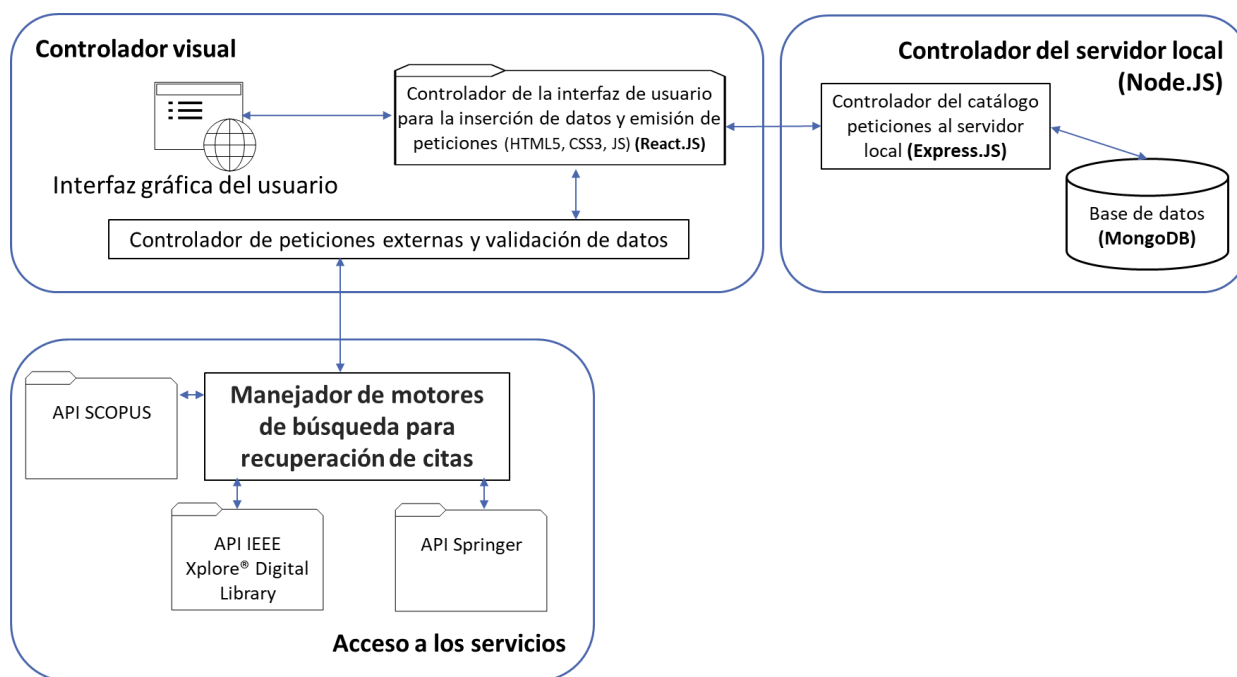 Controlador visual
Interfaz gráfica del usuario
Controlador de la interfaz de usuario
para la inserción de datos y emisión de
peticiones (HTML5, CSS3, JS) (React.JS)
Controlador de peticiones externas y validación de datos
Controlador del servidor local
(Node.JS)
Controlador del catálogo
peticiones al servidor
local (Express.JS)
Base de datos
(MongoDB)
API SCOPUS
Manejador de motores
de búsqueda para
recuperación de citas
API IEEE
Xplore® Digital
Library
API Springer
Acceso a los servicios